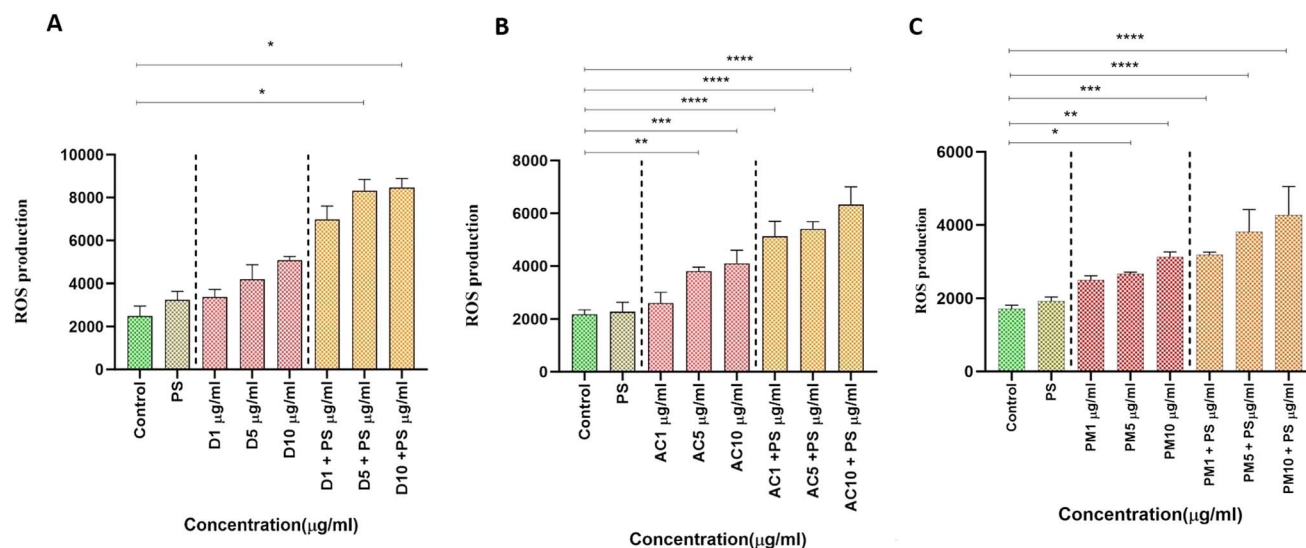 A
*
*
ROS production
10000
8000
6000
4000
2000
0
Control
PS
D1 μg/ml
D5 μg/ml
D10 μg/ml
D1 + PS μg/ml
D5 + PS μg/ml
D10 +PS μg/ml
Concentration(μg/ml)
B
****
****
****
***
**
ROS production
8000
6000
4000
2000
0
Control
PS
AC1 μg/ml
AC5 μg/ml
AC10 μg/ml
AC1 +PS μg/ml
AC5 +PS μg/ml
AC10 + PS μg/ml
Concentration(μg/ml)
C
****
****
***
**
*
ROS production
6000
4000
2000
0
Control
PS
PM1 μg/ml
PM5 μg/ml
PM10 μg/ml
PM1 + PS μg/ml
PM5 + PSμg/ml
PM10 + PS μg/ml
Concentration(μg/ml)